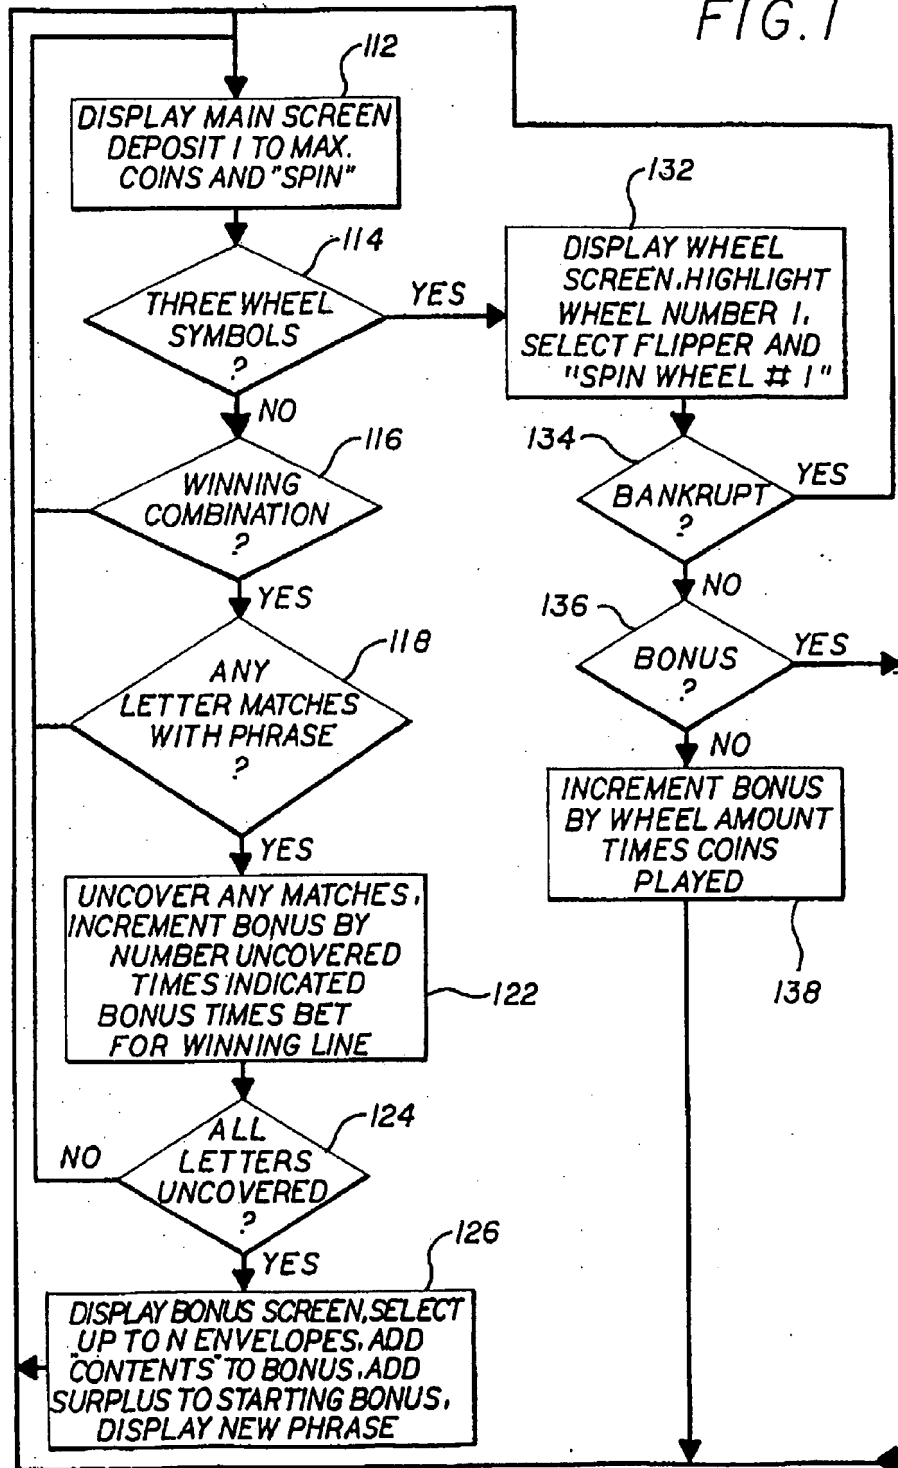 FIG. 1
112
DISPLAY MAIN SCREEN
DEPOSIT 1 TO MAX.
COINS AND "SPIN"
114
THREE WHEEL
SYMBOLS
?
YES
NO
116
WINNING
COMBINATION
?
YES
118
ANY
LETTER MATCHES
WITH PHRASE
?
YES
UNCOVER ANY MATCHES,
INCREMENT BONUS BY
NUMBER UNCOVERED
TIMES INDICATED
BONUS TIMES BET
FOR WINNING LINE
122
124
ALL
LETTERS
UNCOVERED
?
NO
YES
126
DISPLAY BONUS SCREEN, SELECT
UP TO N ENVELOPES, ADD
"CONTENTS" TO BONUS, ADD
SURPLUS TO STARTING BONUS,
DISPLAY NEW PHRASE
132
DISPLAY WHEEL
SCREEN, HIGHLIGHT
WHEEL NUMBER 1,
SELECT FLIPPER AND
"SPIN WHEEL # 1"
134
BANKRUPT
?
YES
NO
136
BONUS
?
YES
NO
INCREMENT BONUS
BY WHEEL AMOUNT
TIMES COINS
PLAYED
138